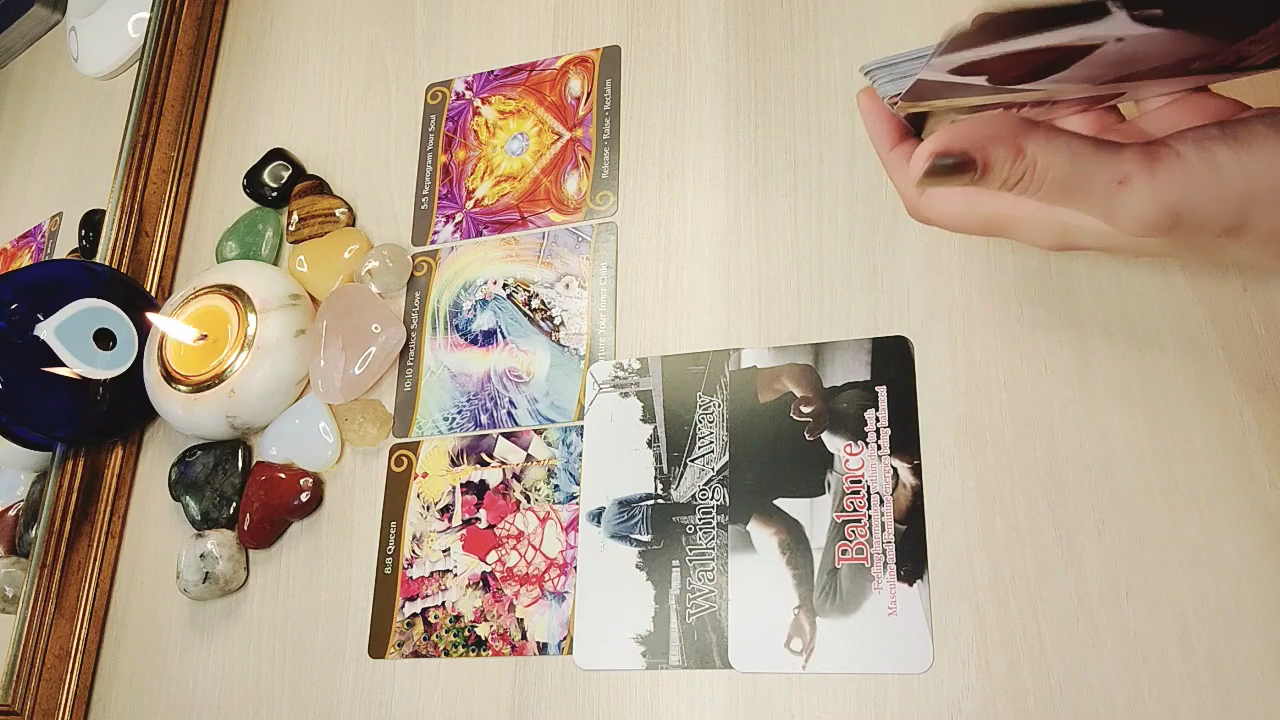 5:5 Reprogram Your Soul
Release • Raise • Reclaim
10:10 Practice Self-Love
Your Inner Child
8:8 Queen
Walking Away
Balance
-Feeling harmonious within due to both
Masculine and Feminine energies being balanced